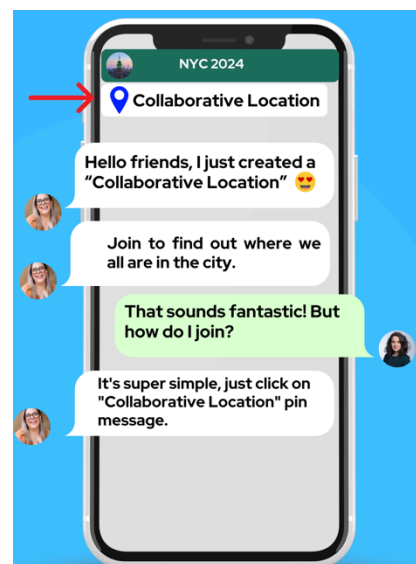 NYC 2024
Collaborative Location
Hello friends, I just created a
“Collaborative Location” 😍
Join to find out where we
all are in the city.
That sounds fantastic! But
how do I join?
It's super simple, just click on
"Collaborative Location" pin
message.